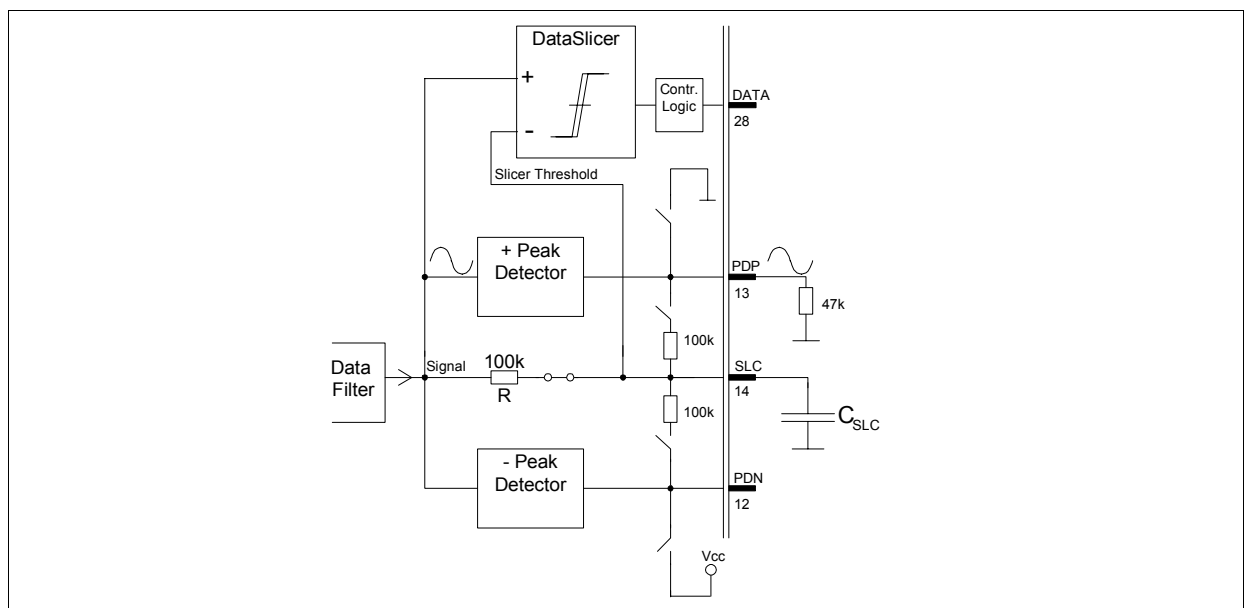 DataSlicer
+
-
Contr.
Logic
DATA
28
Slicer Threshold
+ Peak
Detector
PDP
13
47k
100k
Data
Filter
Signal
100k
R
SLC
14
100k
CSLC
- Peak
Detector
PDN
12
Vcc